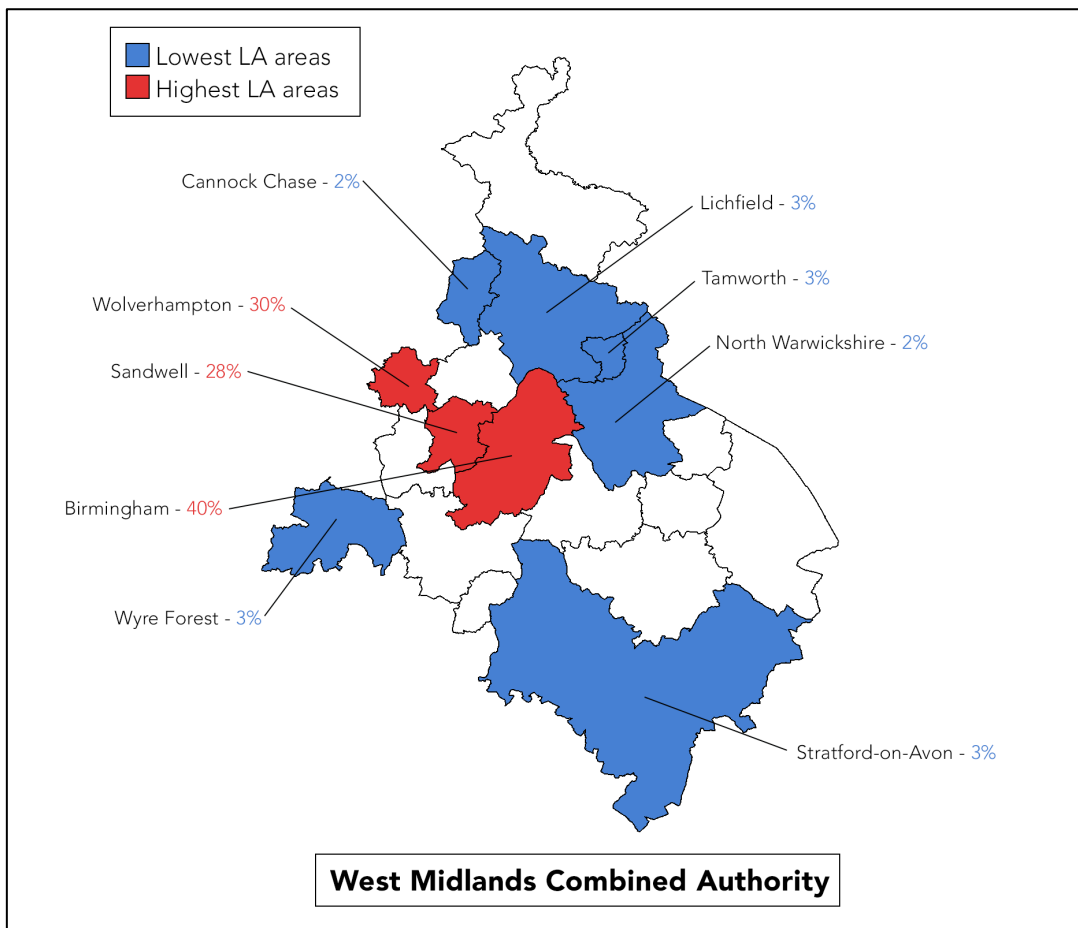 Lowest LA areas
Highest LA areas
Cannock Chase - 2%
Lichfield - 3%
Tamworth - 3%
Wolverhampton - 30%
North Warwickshire - 2%
Sandwell - 28%
Birmingham - 40%
Wyre Forest - 3%
Stratford-on-Avon - 3%
West Midlands Combined Authority